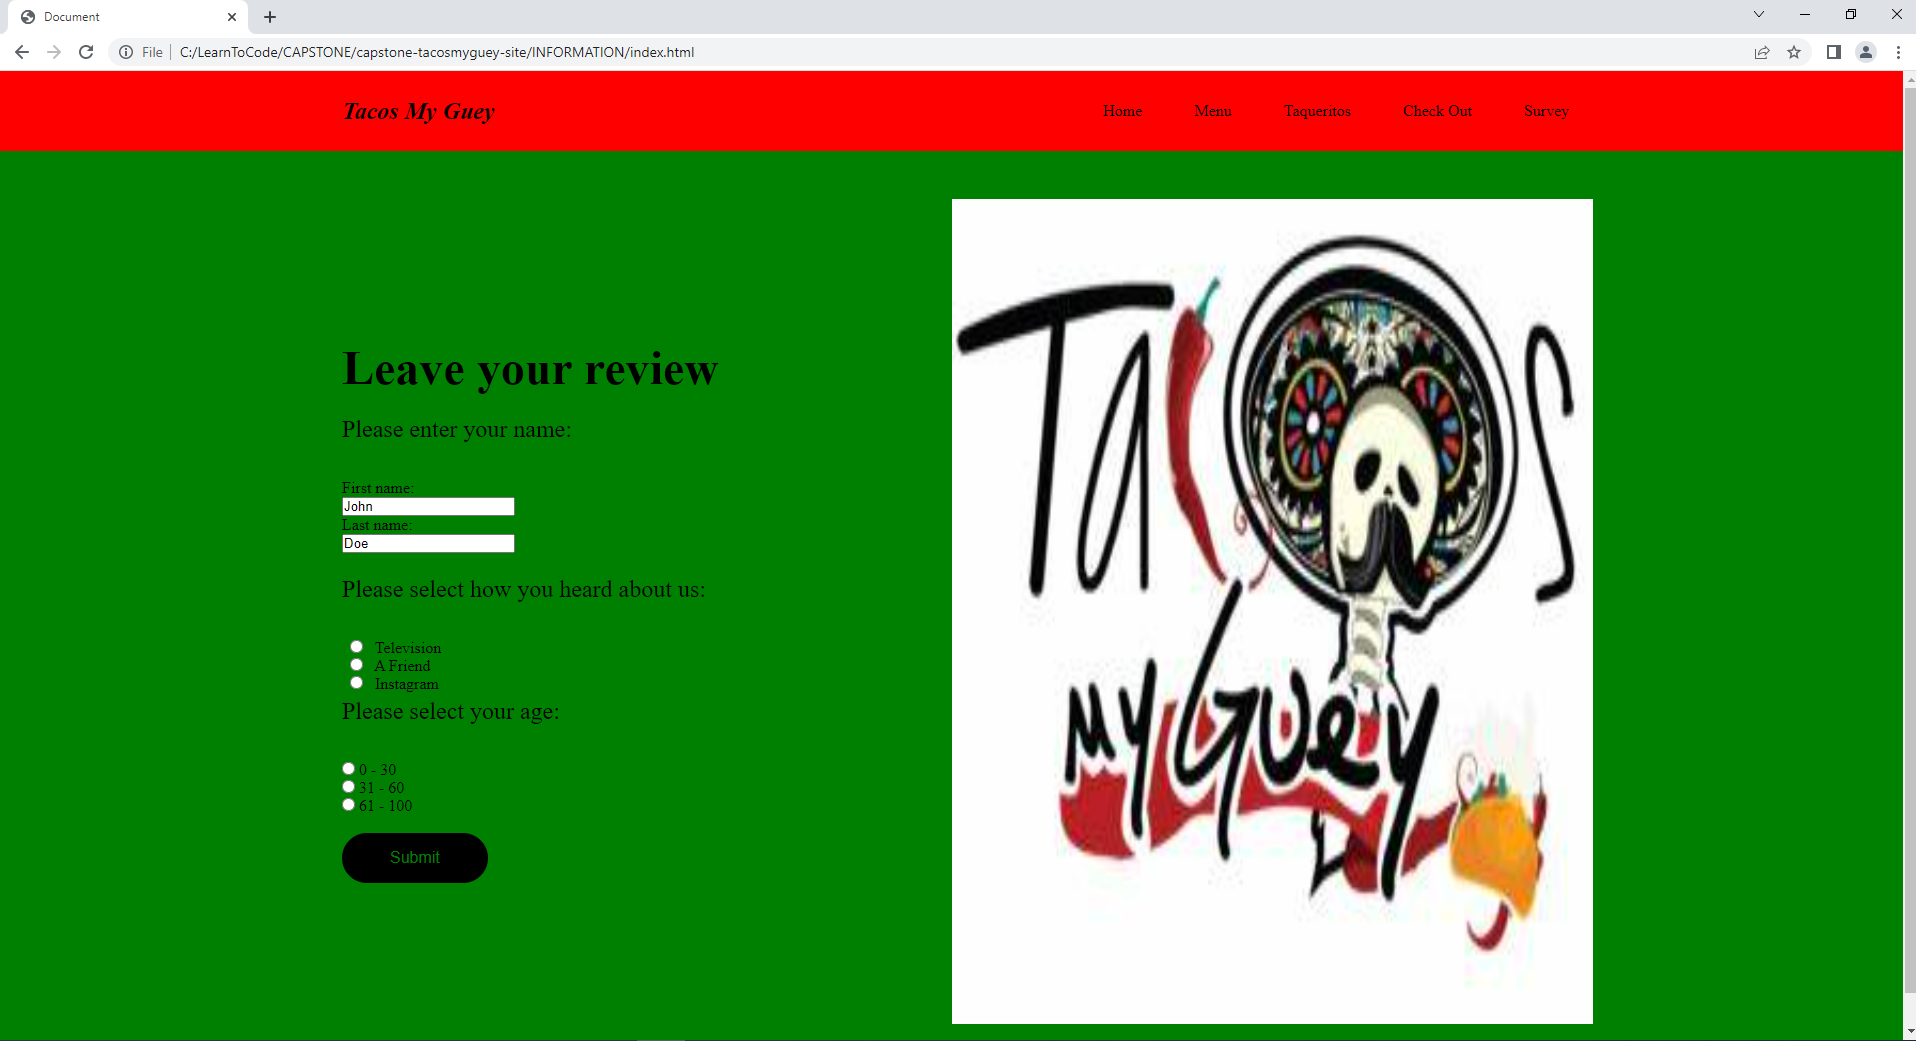 Document
File
C:/LearnToCode/CAPSTONE/capstone-tacosmyguey-site/INFORMATION/index.html
Tacos My Guey
Home Menu Taqueritos Check Out Survey
Leave your review
Please enter your name:
First name:
John
Last name:
Doe
Please select how you heard about us:
Television
A Friend
Instagram
Please select your age:
0 - 30
31 - 60
61 - 100
Submit
TaCOS
My Guey